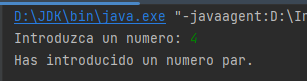 D:\JDK\bin\java.exe "-javaagent:D:\In
Introduzca un numero: 4
Has introducido un numero par.